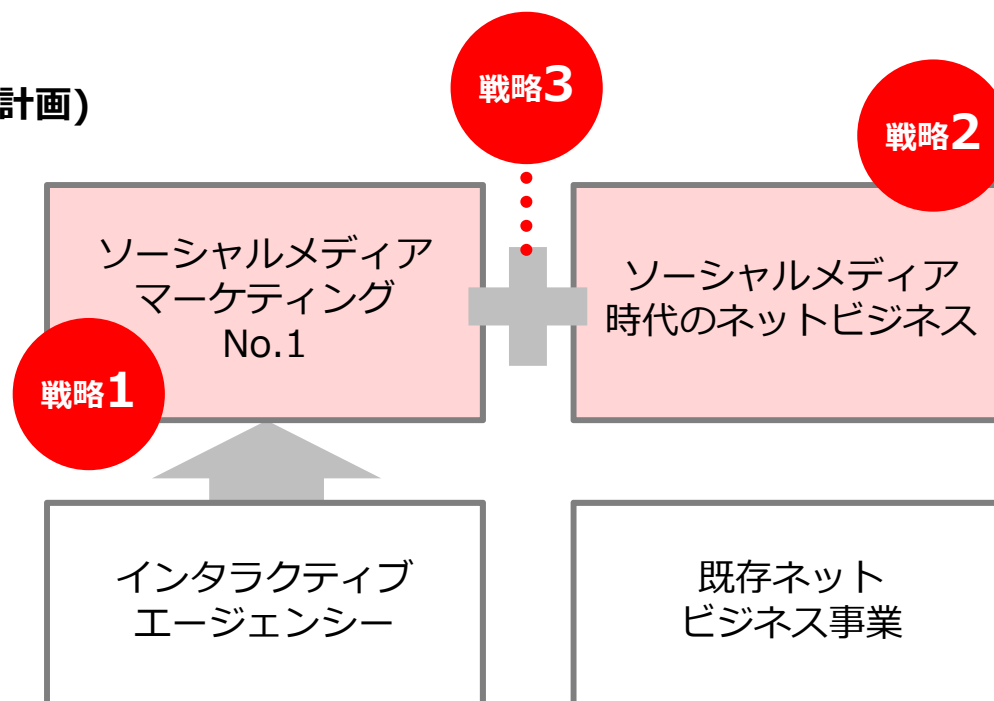 計画)
戦略3
戦略2
ソーシャルメディア
マーケティング
No.1
ソーシャルメディア
時代のネットビジネス
戦略1
インタラクティブ
エージェンシー
既存ネット
ビジネス事業